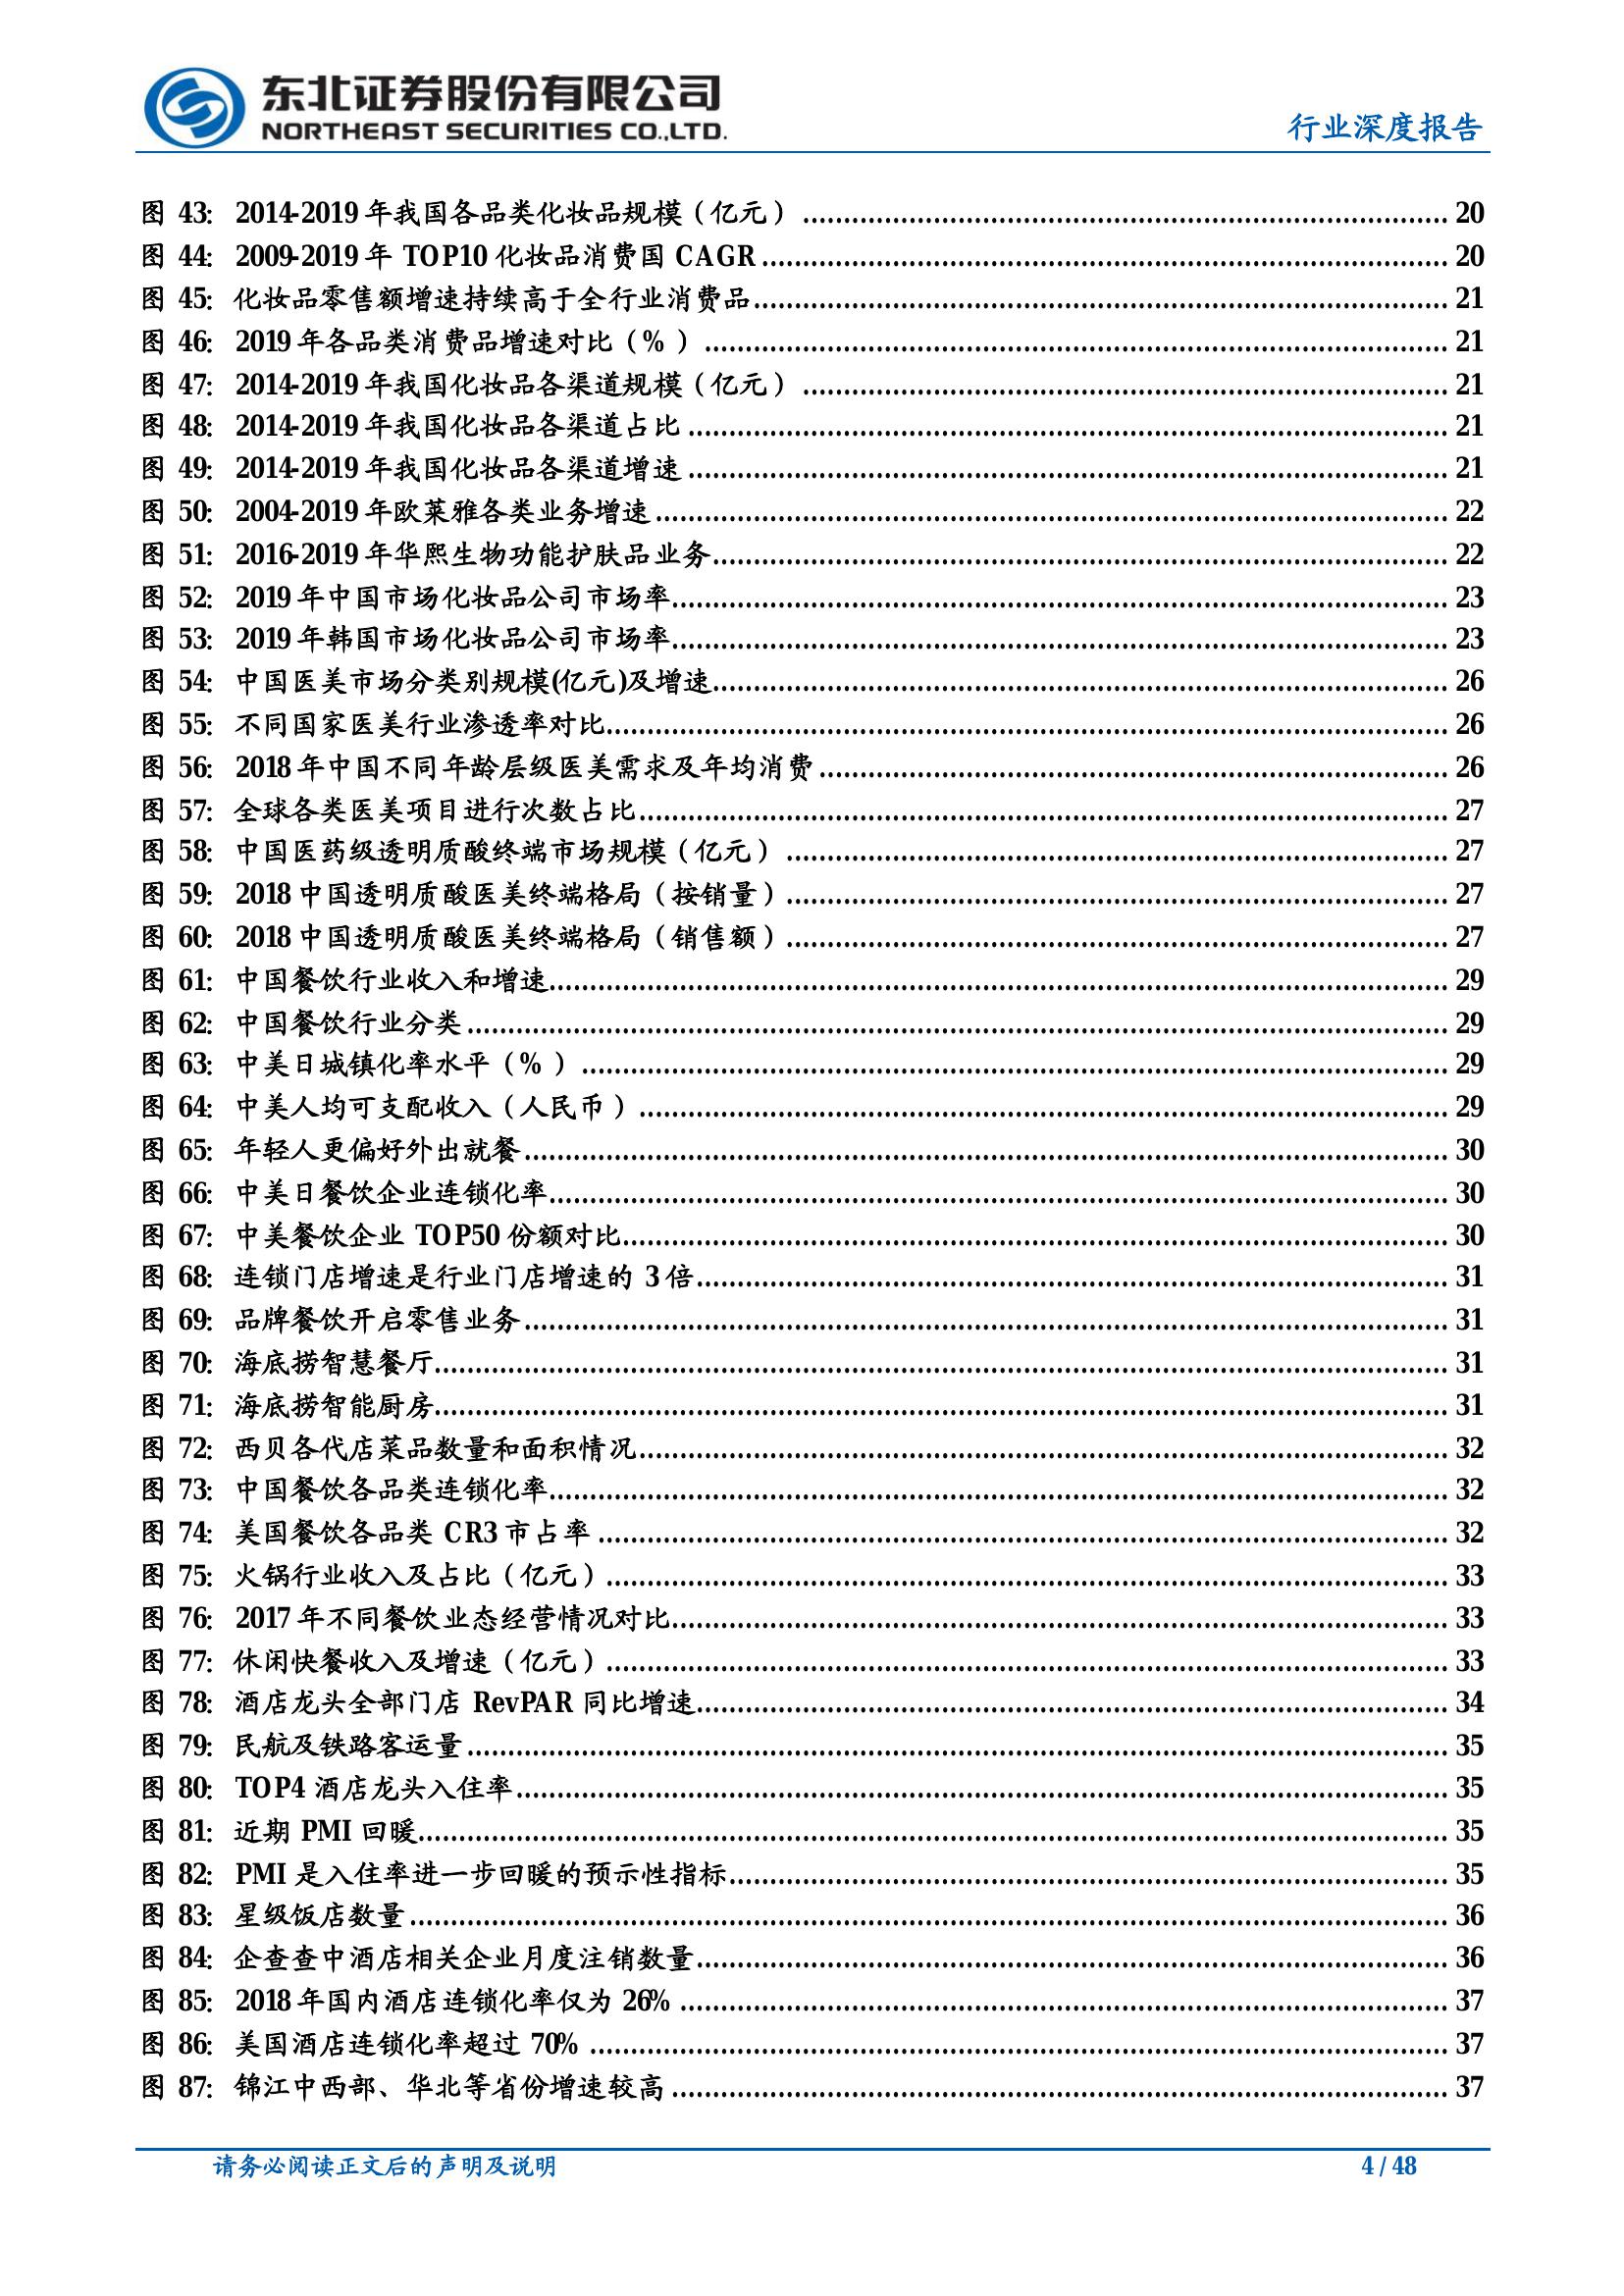 东北证券股份有限公司
NORTHEAST SECURITIES CO.,LTD.
行业深度报告
图 43: 2014-2019 年我国各品类化妆品规模（亿元） 20
图 44: 2009-2019 年 TOP10 化妆品消费国 CAGR 20
图 45: 化妆品零售额增速持续高于全行业消费品 21
图 46: 2019 年各品类消费品增速对比（%） 21
图 47: 2014-2019 年我国化妆品各渠道规模（亿元） 21
图 48: 2014-2019 年我国化妆品各渠道占比 21
图 49: 2014-2019 年我国化妆品各渠道增速 21
图 50: 2004-2019 年欧莱雅各类业务增速 22
图 51: 2016-2019 年华熙生物功能护肤品业务 22
图 52: 2019 年中国市场化妆品公司市场率 23
图 53: 2019 年韩国市场化妆品公司市场率 23
图 54: 中国医美市场分类别规模(亿元)及增速 26
图 55: 不同国家医美行业渗透率对比 26
图 56: 2018 年中国不同年龄层级医美需求及年均消费 26
图 57: 全球各类医美项目进行次数占比 27
图 58: 中国医药级透明质酸终端市场规模（亿元） 27
图 59: 2018 中国透明质酸医美终端格局（按销量） 27
图 60: 2018 中国透明质酸医美终端格局（销售额） 27
图 61: 中国餐饮行业收入和增速 29
图 62: 中国餐饮行业分类 29
图 63: 中美日城镇化率水平（%） 29
图 64: 中美人均可支配收入（人民币） 29
图 65: 年轻人更偏好外出就餐 30
图 66: 中美日餐饮企业连锁化率 30
图 67: 中美餐饮企业 TOP50 份额对比 30
图 68: 连锁门店增速是行业门店增速的 3 倍 31
图 69: 品牌餐饮开启零售业务 31
图 70: 海底捞智慧餐厅 31
图 71: 海底捞智能厨房 31
图 72: 西贝各代店菜品数量和面积情况 32
图 73: 中国餐饮各品类连锁化率 32
图 74: 美国餐饮各品类 CR3 市占率 32
图 75: 火锅行业收入及占比（亿元） 33
图 76: 2017 年不同餐饮业态经营情况对比 33
图 77: 休闲快餐收入及增速（亿元） 33
图 78: 酒店龙头全部门店 RevPAR 同比增速 34
图 79: 民航及铁路客运量 35
图 80: TOP4 酒店龙头入住率 35
图 81: 近期 PMI 回暖 35
图 82: PMI 是入住率进一步回暖的预示性指标 35
图 83: 星级饭店数量 36
图 84: 企查查中酒店相关企业月度注销数量 36
图 85: 2018 年国内酒店连锁化率仅为 26% 37
图 86: 美国酒店连锁化率超过 70% 37
图 87: 锦江中西部、华北等省份增速较高 37
请务必阅读正文后的声明及说明
4 / 48